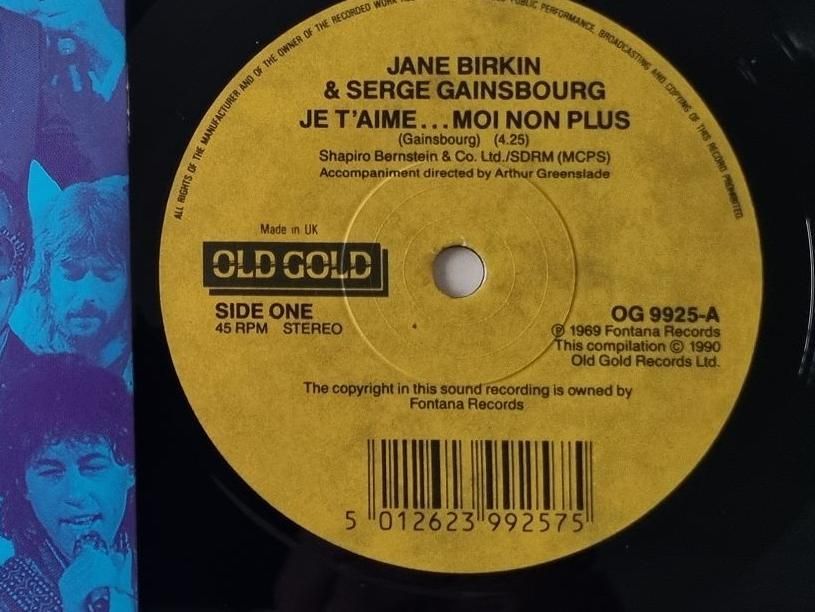 ALL RIGHTS OF THE MANUFACTURER AND OF THE OWNER OF THE RECORDED WORK
PUBLIC PERFORMANCE, BROADCASTING AND COPYING OF THIS RECORD PROHIBITED.
JANE BIRKIN
& SERGE GAINSBOURG
JE T'AIME...MOI NON PLUS
(Gainsbourg) (4.25)
Shapiro Bernstein & Co. Ltd./SDRM (MCPS)
Accompaniment directed by Arthur Greenslade
Made in UK
OLD GOLD
SIDE ONE
45 RPM STEREO
OG 9925-A
Ⓟ 1969 Fontana Records
This compilation © 1990
Old Gold Records Ltd.
The copyright in this sound recording is owned by
Fontana Records
5 012623 992575